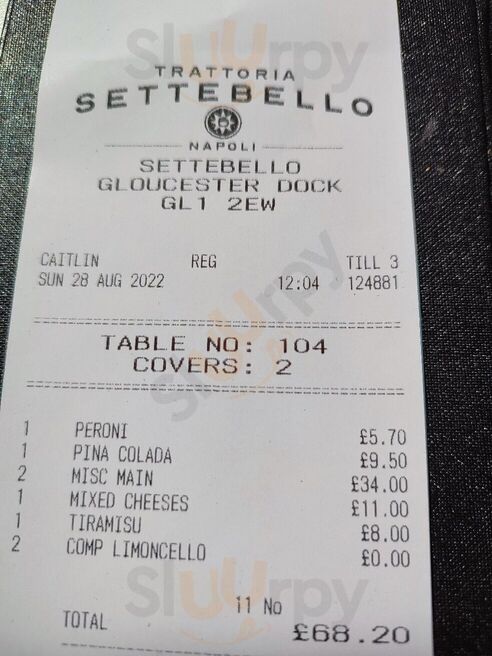 TRATTORIA
SETTEBELLO
NAPOLI
SETTEBELLO
GLOUCESTER DOCK
GL1 2EW
CAITLIN REG TILL 3
SUN 28 AUG 2022 12:04 124881
TABLE NO: 104
COVERS: 2
1 PERONI £5.70
1 PINA COLADA £9.50
2 MISC MAIN £34.00
1 MIXED CHEESES £11.00
1 TIRAMISU £8.00
2 COMP LIMONCELLO £0.00
11 No
TOTAL £68.20
Sluurpy
Sluurpy
Sluurpy